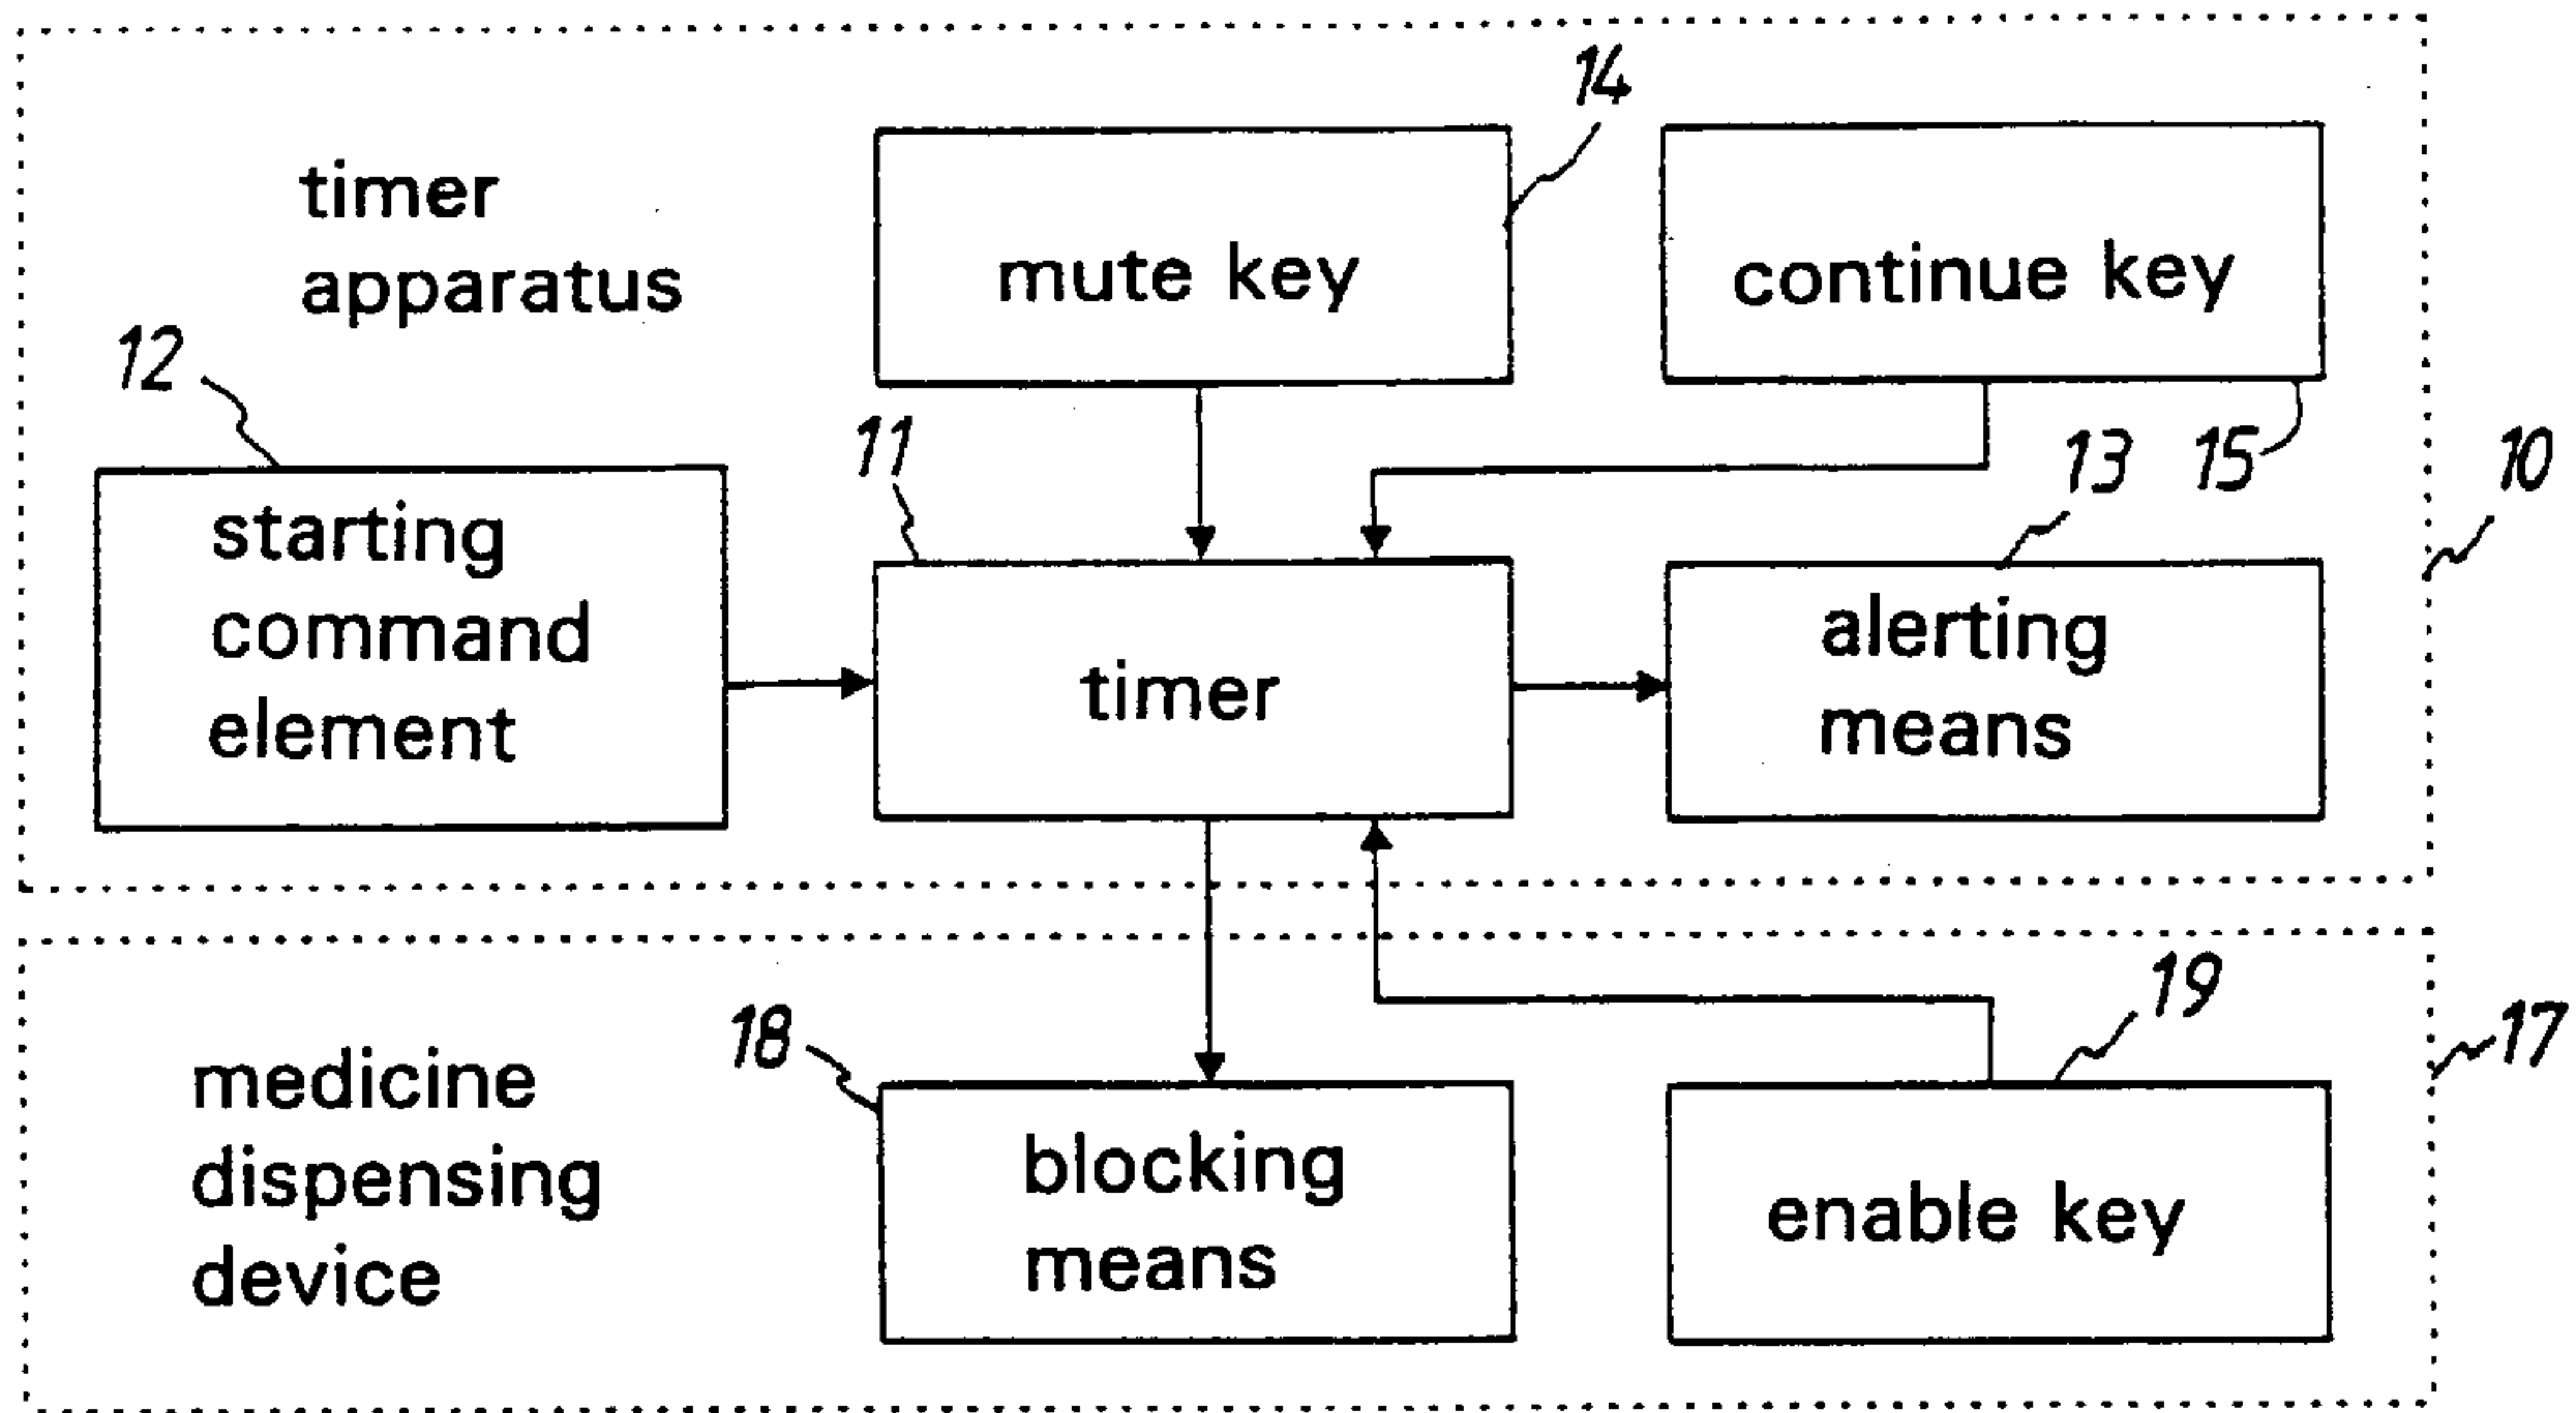 14
timer
apparatus
mute key
continue key
12
11
13
15
10
starting
command
element
timer
alerting
means
18
19
17
medicine
dispensing
device
blocking
means
enable key